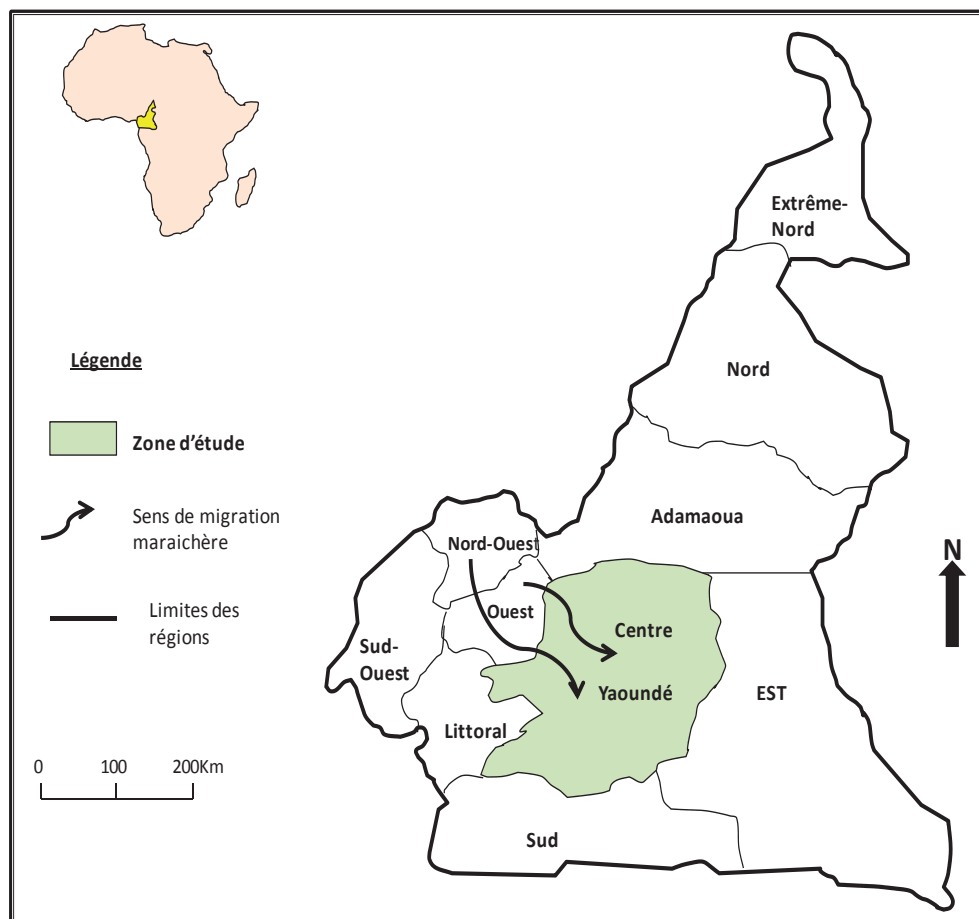 Extrême-
Nord
Nord
Adamaoua
Nord-Ouest
Ouest
Sud-
Ouest
Littoral
Centre
Yaoundé
EST
Sud
N
Légende
Zone d'étude
Sens de migration
maraichère
Limites des
régions
0 100 200Km